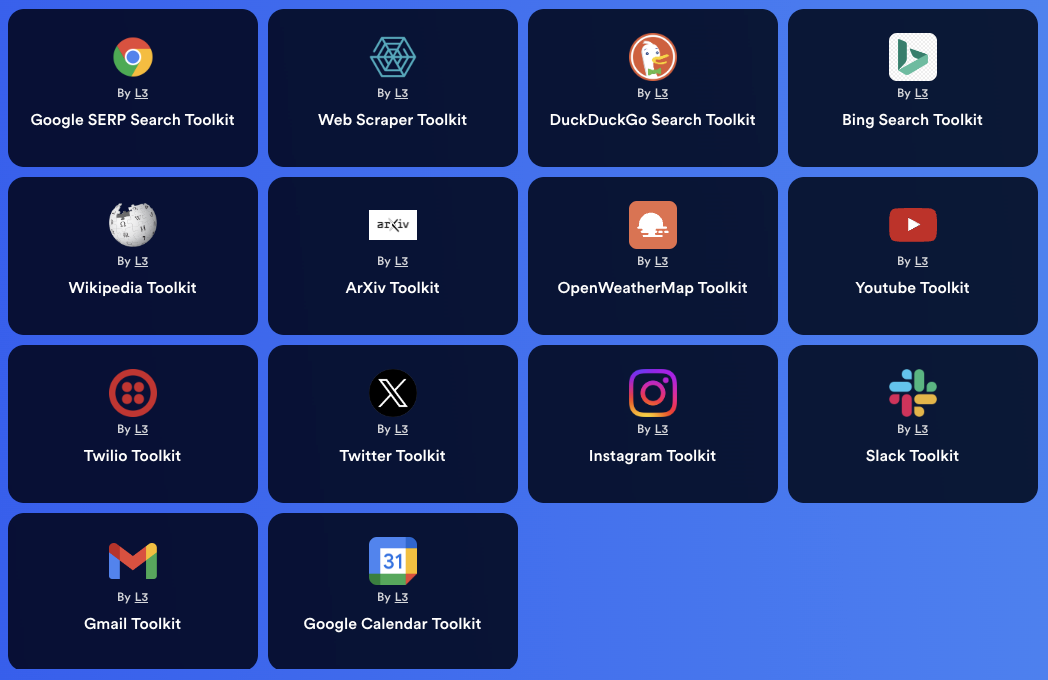 By L3
Google SERP Search Toolkit
By L3
Web Scraper Toolkit
By L3
DuckDuckGo Search Toolkit
By L3
Bing Search Toolkit
By L3
Wikipedia Toolkit
arXiv
By L3
ArXiv Toolkit
By L3
OpenWeatherMap Toolkit
By L3
Youtube Toolkit
By L3
Twilio Toolkit
By L3
Twitter Toolkit
By L3
Instagram Toolkit
By L3
Slack Toolkit
By L3
Gmail Toolkit
31
By L3
Google Calendar Toolkit